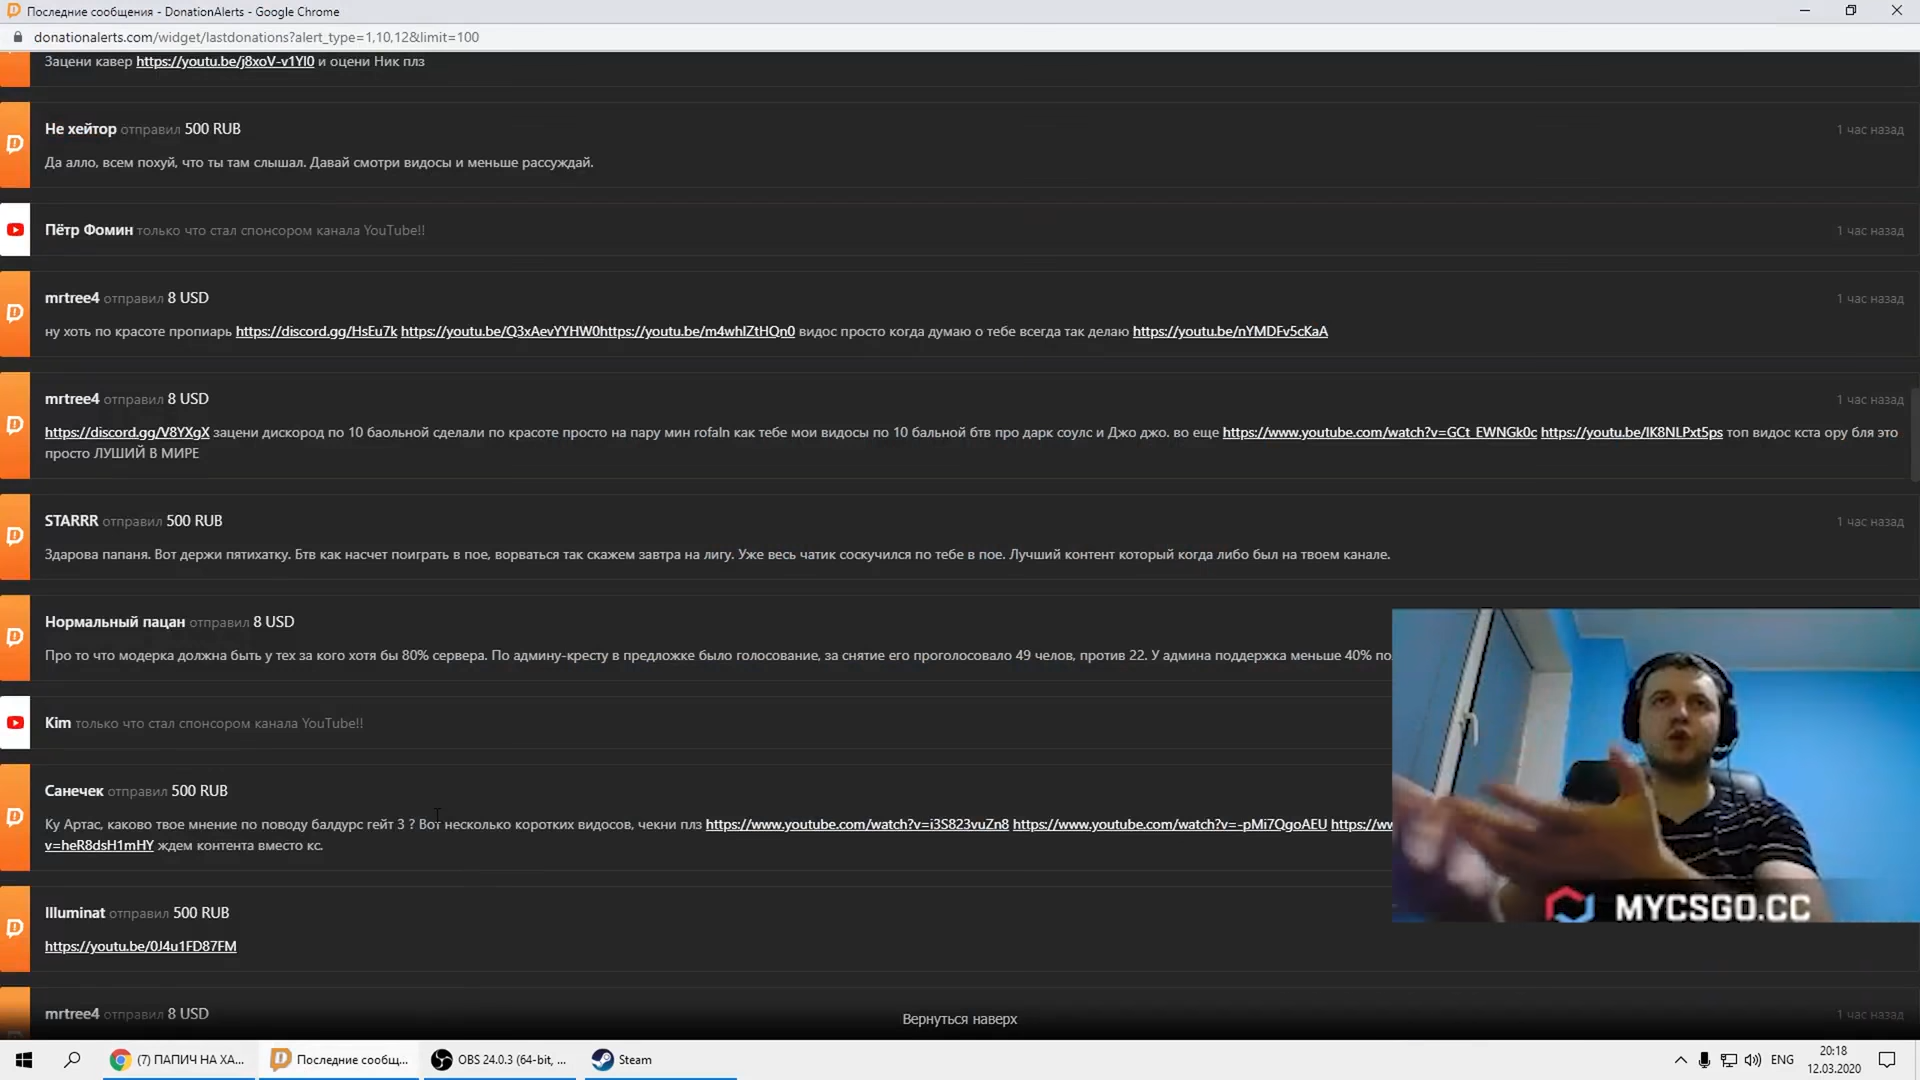 Последние сообщения - DonationAlerts - Google Chrome
donationalerts.com/widget/lastdonations?alert_type=1,10,12&limit=100
Зацени кавер https://youtu.be/j8xoV-v1Yl0 и оцени Ник плз
Не хейтор отправил 500 RUB 1 час назад
Да алло, всем похуй, что ты там слышал. Давай смотри видосы и меньше рассуждай.
Пётр Фомин только что стал спонсором канала YouTube!! 1 час назад
mrtree4 отправил 8 USD 1 час назад
ну хоть по красоте пропиарь https://discord.gg/HsEu7k https://youtu.be/Q3xAevYYHW0https://youtu.be/m4whIZtHQn0 видос просто когда думаю о тебе всегда так делаю https://youtu.be/nYMDFv5cKaA
mrtree4 отправил 8 USD 1 час назад
https://discord.gg/V8YXgX зацени дискород по 10 баольной сделали по красоте просто на пару мин rofaln как тебе мои видосы по 10 бальной бтв про дарк соулс и Джо джо. во еще https://www.youtube.com/watch?v=GCt_EWNGk0c https://youtu.be/lK8NLPxt5ps топ видос кста ору бля это
просто ЛУШИЙ В МИРЕ
STARRR отправил 500 RUB 1 час назад
Здарова папаня. Вот держи пятихатку. Бтв как насчет поиграть в пое, ворваться так скажем завтра на лигу. Уже весь чатик соскучился по тебе в пое. Лучший контент который когда либо был на твоем канале.
Нормальный пацан отправил 8 USD
Про то что модерка должна быть у тех за кого хотя бы 80% сервера. По админу-кресту в предложке было голосование, за снятие его проголосовало 49 челов, против 22. У админа поддержка меньше 40% по
Kim только что стал спонсором канала YouTube!!
Санечек отправил 500 RUB
Ку Артас, каково твое мнение по поводу балдурс гейт 3 ? Вот несколько коротких видосов, чекни плз https://www.youtube.com/watch?v=i3S823vuZn8 https://www.youtube.com/watch?v=-pMi7QgoAEU https://ww
v=heR8dsH1mHY ждем контента вместо кс.
MYCSGO.CC
Illuminat отправил 500 RUB
https://youtu.be/0J4u1FD87FM
mrtree4 отправил 8 USD 1 час назад
Вернуться наверх
(7) ПАПИЧ НА ХА... Последние сообщ... OBS 24.0.3 (64-bit, ... Steam ENG 20:18
12.03.2020